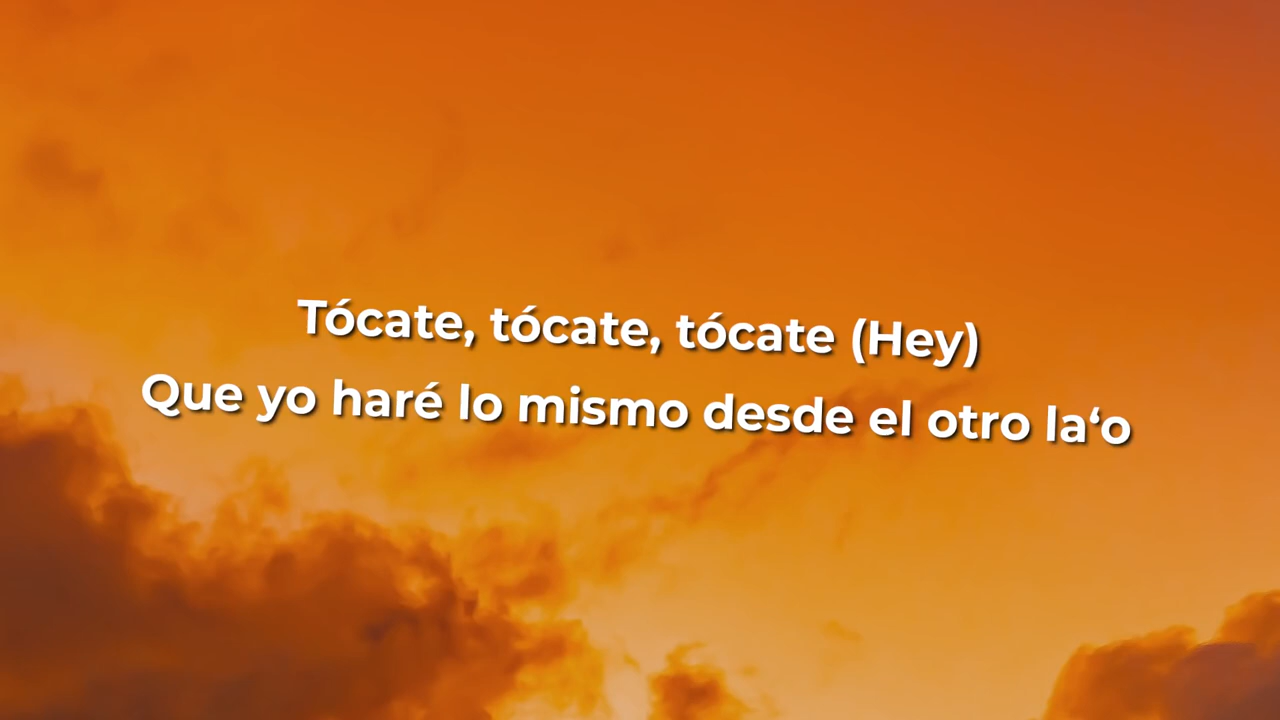 Tócate, tócate, tócate (Hey)
Que yo haré lo mismo desde el otro la‘o